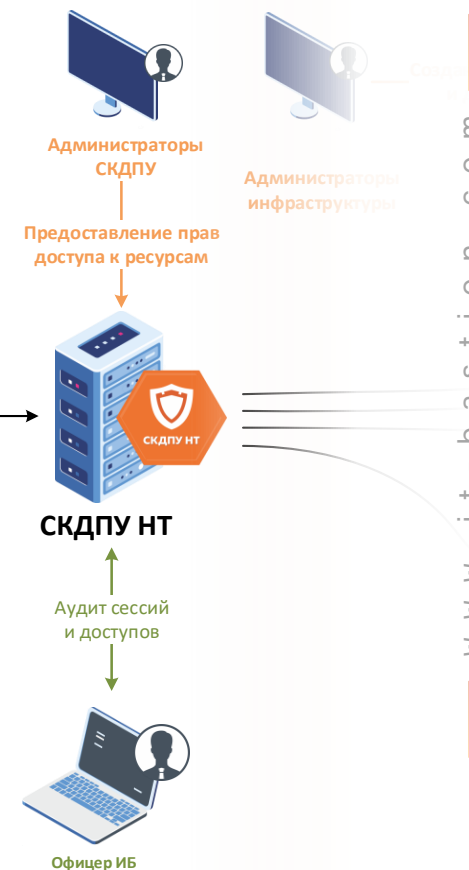 Администраторы
СКДПУ
Администраторы
инфраструктуры
Предоставление прав
доступа к ресурсам
СКДПУ НТ
СКДПУ НТ
Аудит сессий
и доступов
Офицер ИБ